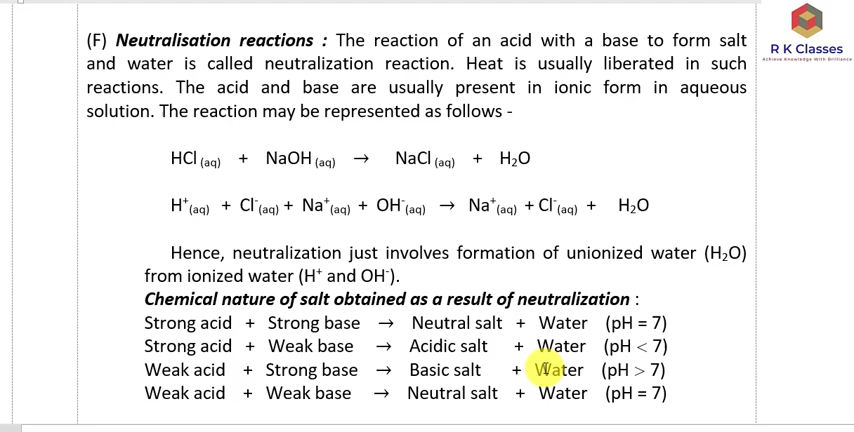 R K Classes
Achieve Knowledge With Brilliance
(F) Neutralisation reactions : The reaction of an acid with a base to form salt
and water is called neutralization reaction. Heat is usually liberated in such
reactions. The acid and base are usually present in ionic form in aqueous
solution. The reaction may be represented as follows -
HCl (aq) + NaOH (aq) → NaCl (aq) + H₂O
H⁺(aq) + Cl⁻(aq) + Na⁺(aq) + OH⁻(aq) → Na⁺(aq) + Cl⁻(aq) + H₂O
Hence, neutralization just involves formation of unionized water (H₂O)
from ionized water (H⁺ and OH⁻).
Chemical nature of salt obtained as a result of neutralization :
Strong acid + Strong base → Neutral salt + Water (pH = 7)
Strong acid + Weak base → Acidic salt + Water (pH < 7)
Weak acid + Strong base → Basic salt + Water (pH > 7)
Weak acid + Weak base → Neutral salt + Water (pH = 7)